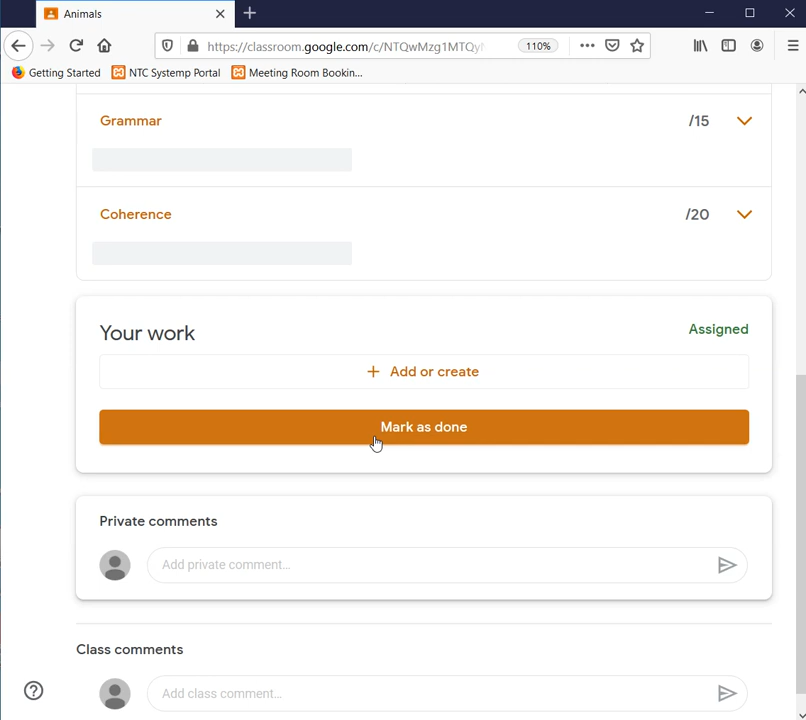 Animals
https://classroom.google.com/c/NTQwMzg1MTQyN
110%
Getting Started
NTC Systemp Portal
Meeting Room Bookin...
Grammar
/15
Coherence
/20
Your work
Assigned
+ Add or create
Mark as done
Private comments
Add private comment...
Class comments
Add class comment...